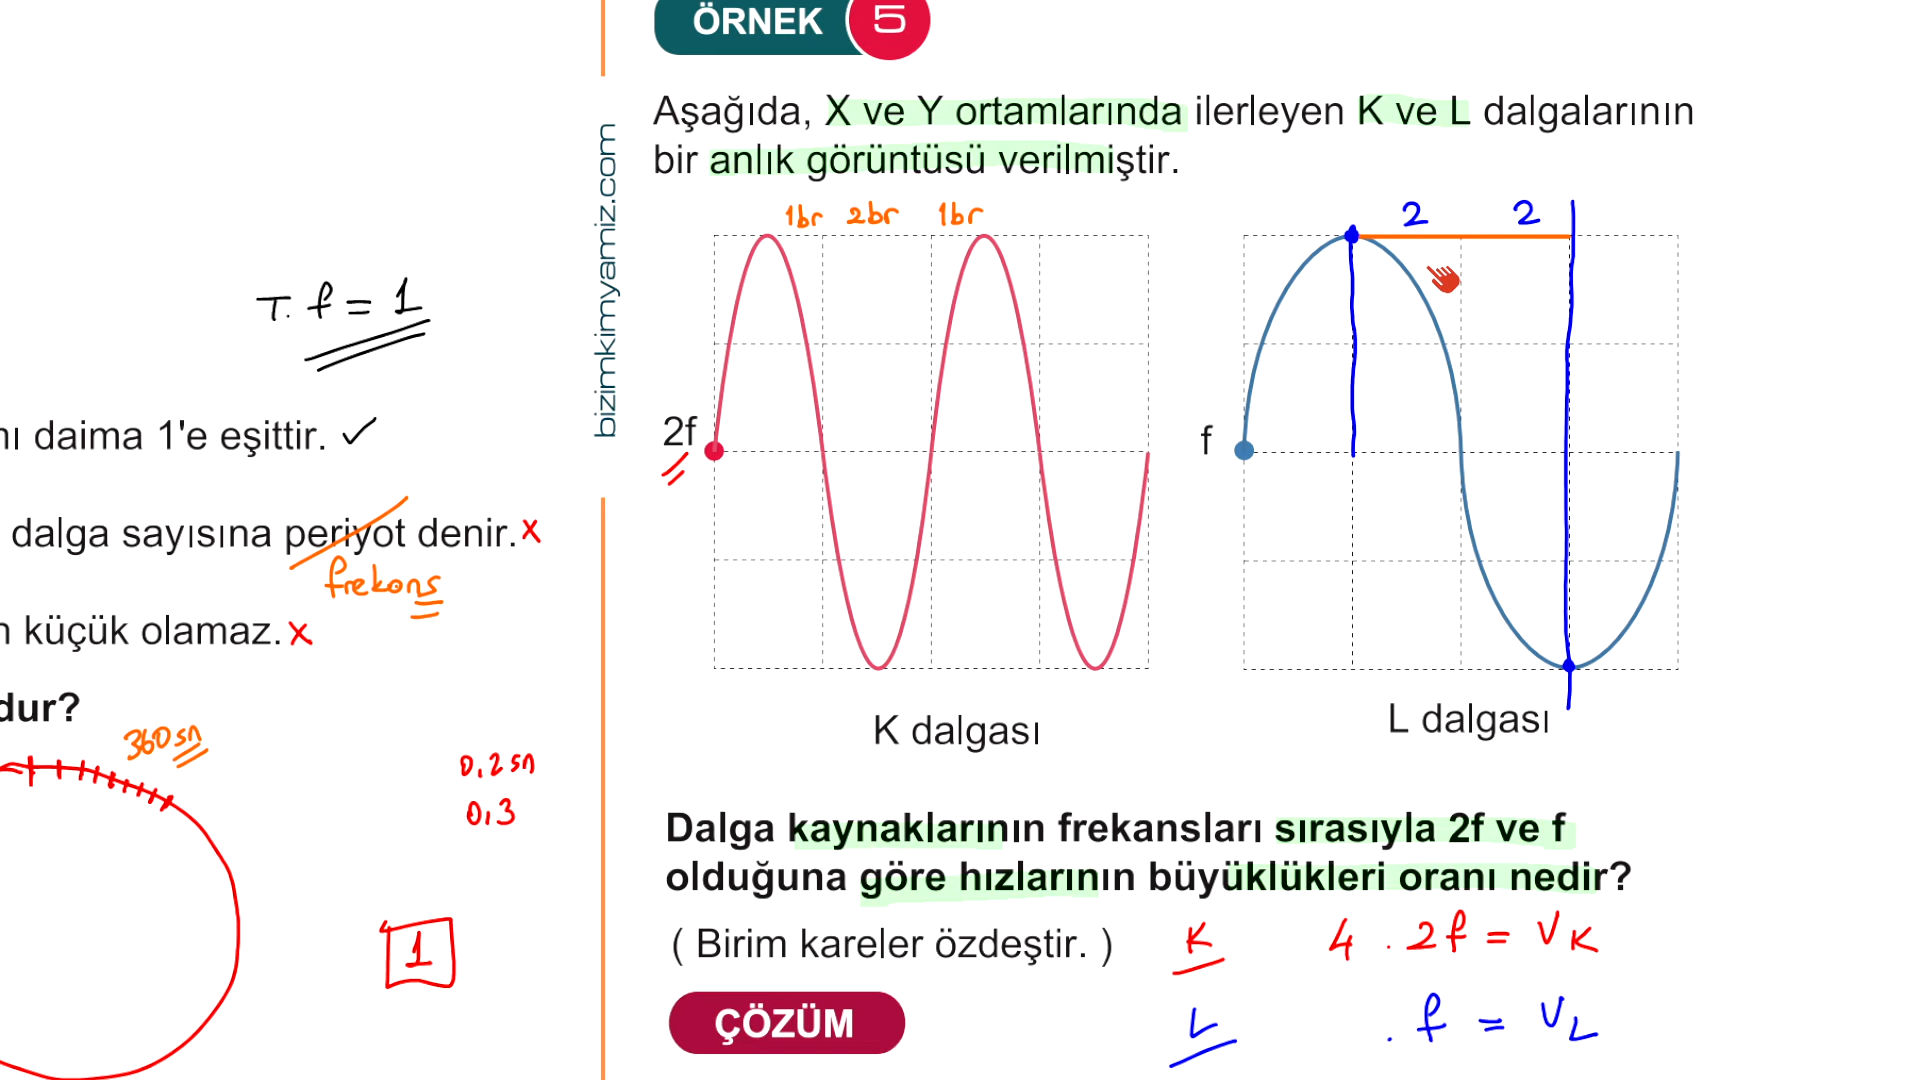 ÖRNEK 5
Aşağıda, X ve Y ortamlarında ilerleyen K ve L dalgalarının
bir anlık görüntüsü verilmiştir.
1br 2br 1br
2 2
2f
f
K dalgası
L dalgası
Dalga kaynaklarının frekansları sırasıyla 2f ve f
olduğuna göre hızlarının büyüklükleri oranı nedir?
( Birim kareler özdeştir. )
K 4 . 2f = VK
ÇÖZÜM
L . f = VL
bizimkimyamiz.com
T. f = 1
daima 1'e eşittir. ✓
dalga sayısına periyot denir. x
frekans
küçük olamaz. x
dur?
360sn
0,2 sn
0,3
1